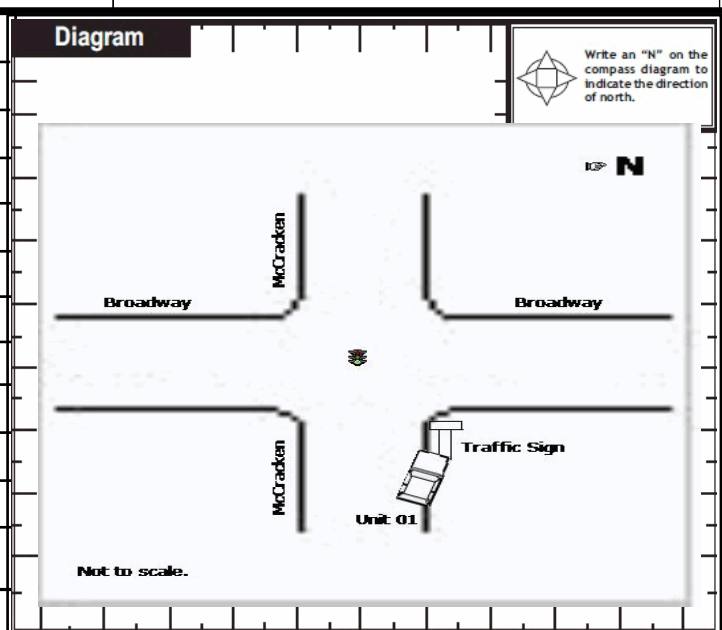 Diagram
Write an “N” on the
compass diagram to
indicate the direction
of north.
☞ N
McCracken
Broadway
Broadway
McCracken
Traffic Sign
Unit 01
Not to scale.